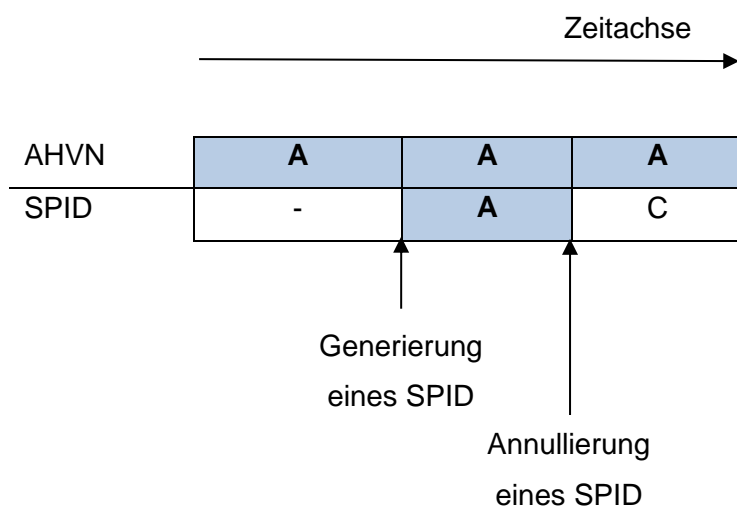 Zeitachse
AHVN A A A
SPID - A C
Generierung
eines SPID
Annullierung
eines SPID